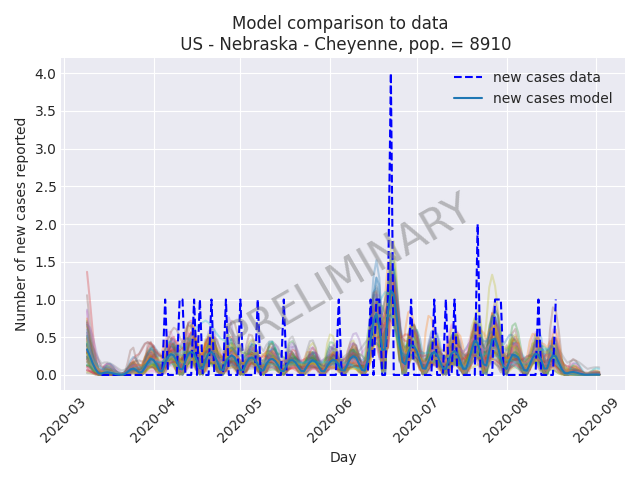 Model comparison to data
US - Nebraska - Cheyenne, pop. = 8910
Number of new cases reported
4.0
3.5
3.0
2.5
2.0
1.5
1.0
0.5
0.0
new cases data
new cases model
PRELIMINARY
2020-03
2020-04
2020-05
2020-06
2020-07
2020-08
2020-09
Day